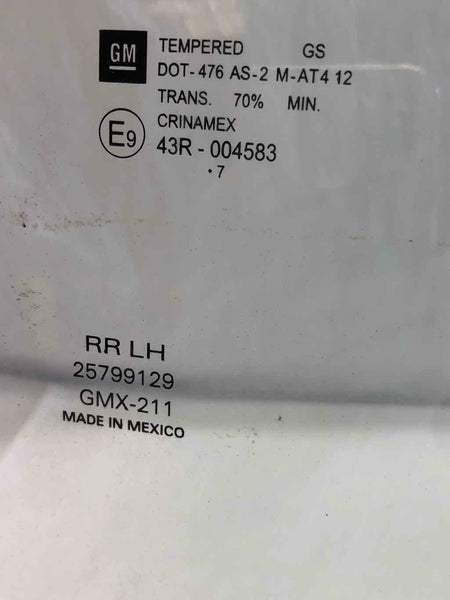 GM
TEMPERED GS
DOT-476 AS-2 M-AT4 12
TRANS. 70% MIN.
CRINAMEX
E9
43R - 004583
• 7
RR LH
25799129
GMX-211
MADE IN MEXICO